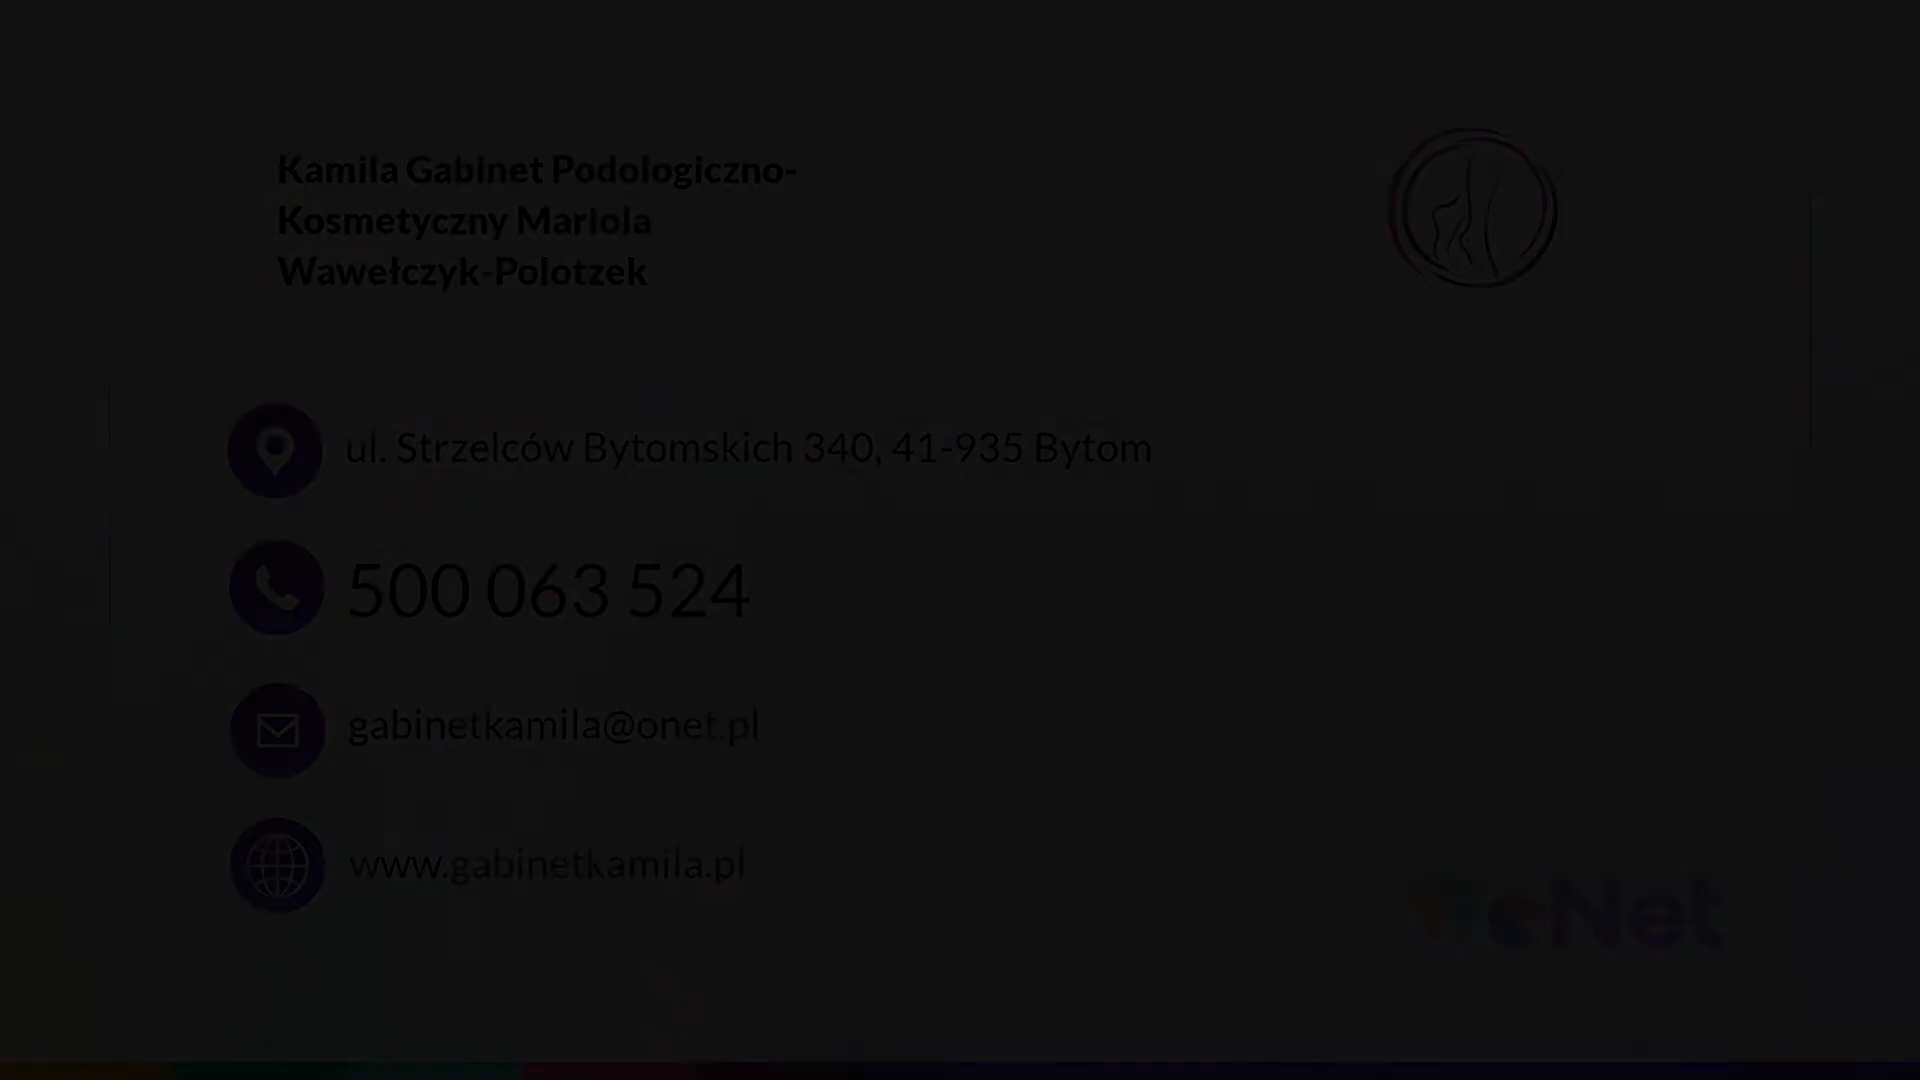 Kamila Gabinet Podologiczno-
Kosmetyczny Mariola
Wawełczyk-Polotzek
ul. Strzelców Bytomskich 340, 41-935 Bytom
500 063 524
gabinetkamila@onet.pl
www.gabinetkamila.pl
eNet